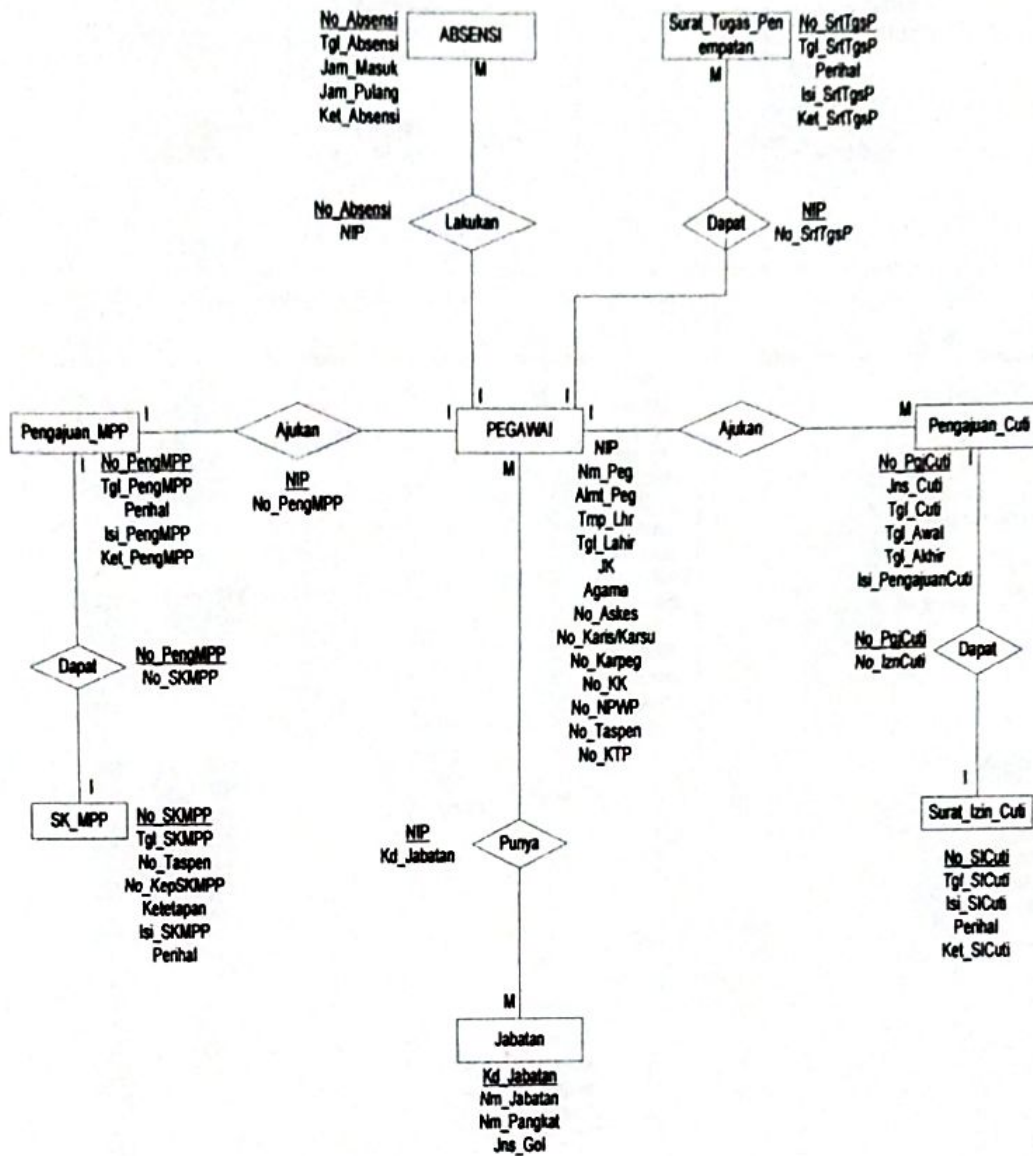 No_Absensi
Tgl_Absensi
Jam_Masuk
Jam_Pulang
Ket_Absensi
ABSENSI
M
Surat_Tugas_Pen
empatan
M
No_SrtTgsP
Tgl_SrtTgsP
Perihal
Isi_SrtTgsP
Ket_SrtTgsP
No_Absensi
NIP
Lakukan
Dapat
NIP
No_SrtTgsP
I
I
Pengajuan_MPP
I
Ajukan
I
PEGAWAI
I
Ajukan
M
Pengajuan_Cuti
I
No_PengMPP
Tgl_PengMPP
Perihal
Isi_PengMPP
Ket_PengMPP
NIP
No_PengMPP
M
NIP
Nm_Peg
Almt_Peg
Tmp_Lhr
Tgl_Lahir
JK
Agama
No_Askes
No_Karis/Karsu
No_Karpeg
No_KK
No_NPWP
No_Taspen
No_KTP
No_PgjCuti
Jns_Cuti
Tgl_Cuti
Tgl_Awal
Tgl_Akhir
Isi_PengajuanCuti
I
Dapat
No_PengMPP
No_SKMPP
No_PgjCuti
No_IznCuti
Dapat
I
SK_MPP
No_SKMPP
Tgl_SKMPP
No_Taspen
No_KepSKMPP
Ketetapan
Isi_SKMPP
Perihal
NIP
Kd_Jabatan
Punya
I
Surat_Izin_Cuti
No_SICuti
Tgl_SICuti
Isi_SICuti
Perihal
Ket_SICuti
M
Jabatan
Kd_Jabatan
Nm_Jabatan
Nm_Pangkat
Jns_Gol